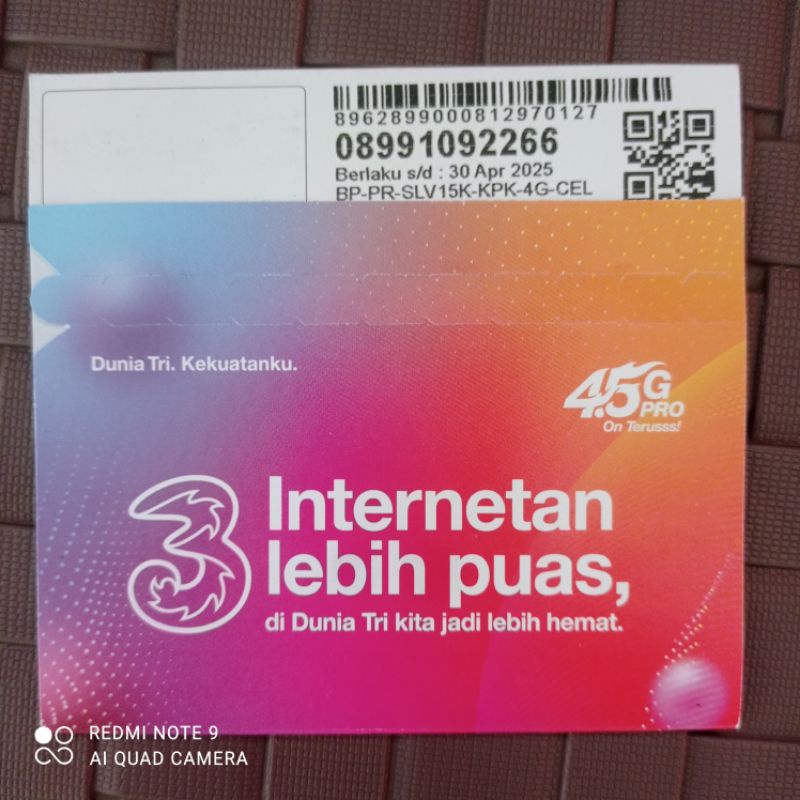 8962899000812970127
08991092266
Berlaku s/d : 30 Apr 2025
BP-PR-SLV15K-KPK-4G-CEL
Dunia Tri. Kekuatanku.
4.5G
PRO
On Terusss!
3
Internetan
lebih puas,
di Dunia Tri kita jadi lebih hemat.
REDMI NOTE 9
AI QUAD CAMERA